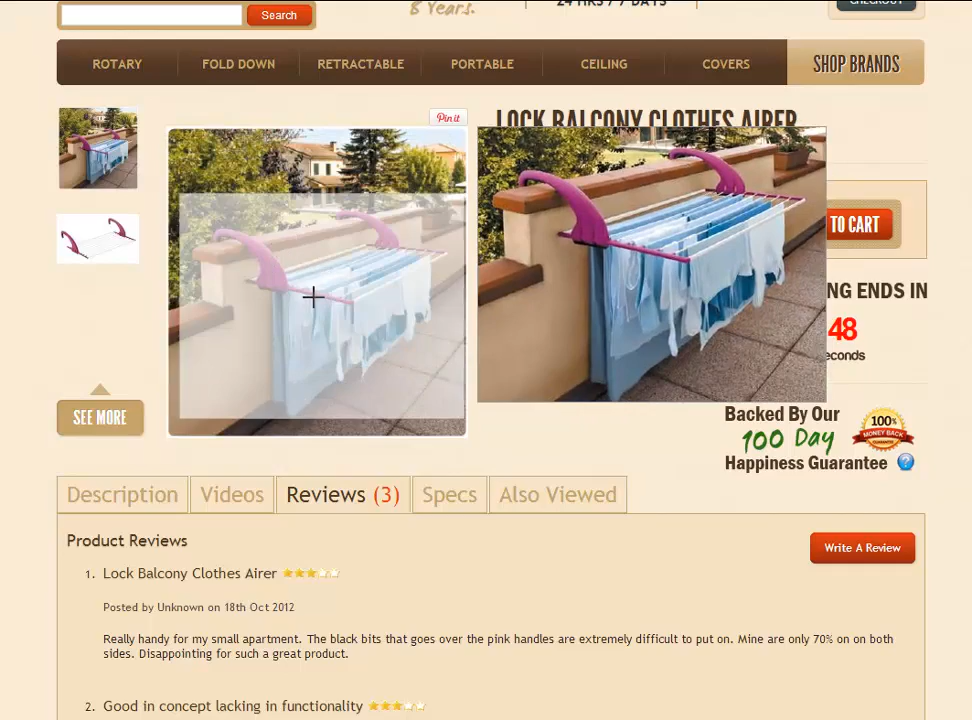 8 Years.
24 HRS / 7 DAYS
CHECKOUT
Search
ROTARY
FOLD DOWN
RETRACTABLE
PORTABLE
CEILING
COVERS
SHOP BRANDS
Pin it
LOCK BALCONY CLOTHES AIRER
TO CART
NG ENDS IN
48
econds
SEE MORE
Backed By Our
100 Day
Happiness Guarantee
100%
MONEY BACK
?
Description
Videos
Reviews (3)
Specs
Also Viewed
Product Reviews
Write A Review
1. Lock Balcony Clothes Airer
Posted by Unknown on 18th Oct 2012
Really handy for my small apartment. The black bits that goes over the pink handles are extremely difficult to put on. Mine are only 70% on on both
sides. Disappointing for such a great product.
2. Good in concept lacking in functionality